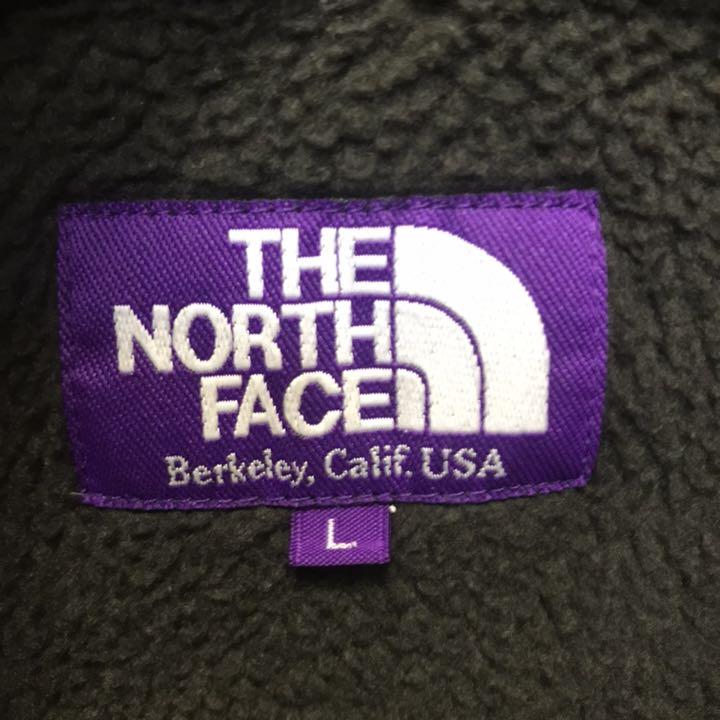 THE
NORTH
FACE
Berkeley, Calif. USA
L